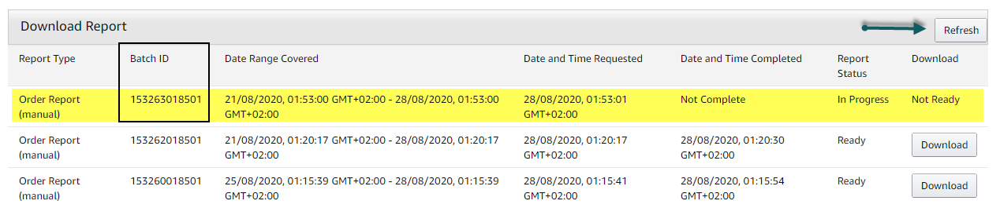 Download Report
Refresh
Report Type Batch ID Date Range Covered Date and Time Requested Date and Time Completed Report Download
Status
Order Report 153263018501 21/08/2020, 01:53:00 GMT+02:00 - 28/08/2020, 01:53:00 28/08/2020, 01:53:01 Not Complete In Progress Not Ready
(manual) GMT+02:00 GMT+02:00
Order Report 153262018501 21/08/2020, 01:20:17 GMT+02:00 - 28/08/2020, 01:20:17 28/08/2020, 01:20:17 28/08/2020, 01:20:30 Ready Download
(manual) GMT+02:00 GMT+02:00 GMT+02:00
Order Report 153260018501 25/08/2020, 01:15:39 GMT+02:00 - 28/08/2020, 01:15:39 28/08/2020, 01:15:41 28/08/2020, 01:15:54 Ready Download
(manual) GMT+02:00 GMT+02:00 GMT+02:00